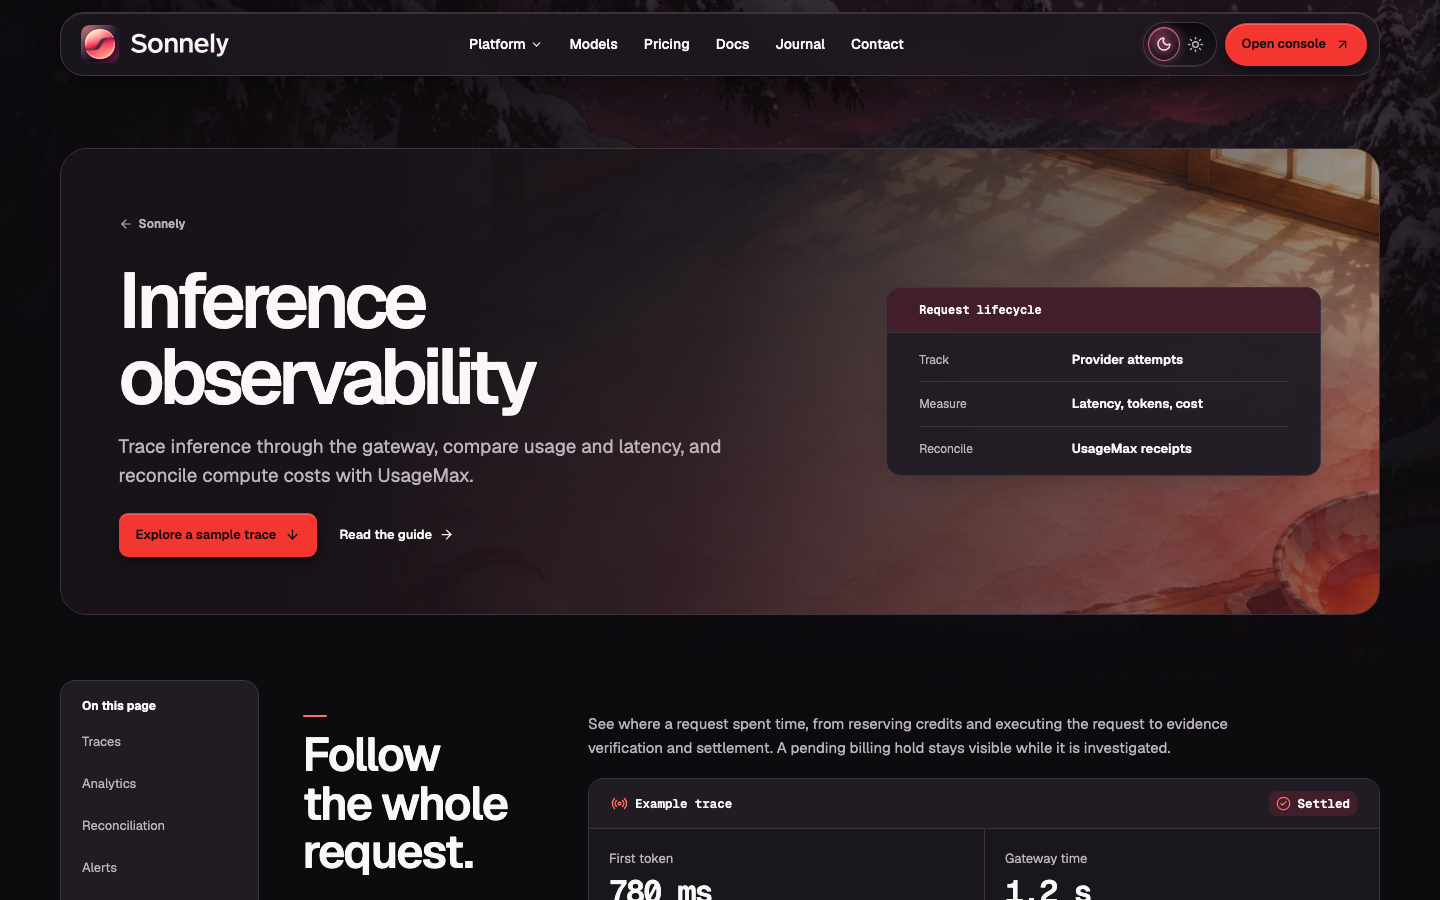 Sonnely
Platform
Models
Pricing
Docs
Journal
Contact
Open console
Sonnely
Inference
observability
Trace inference through the gateway, compare usage and latency, and
reconcile compute costs with UsageMax.
Explore a sample trace
Read the guide
Request lifecycle
Track
Provider attempts
Measure
Latency, tokens, cost
Reconcile
UsageMax receipts
On this page
Traces
Analytics
Reconciliation
Alerts
Follow
the whole
request.
See where a request spent time, from reserving credits and executing the request to evidence
verification and settlement. A pending billing hold stays visible while it is investigated.
Example trace
Settled
First token
780 ms
Gateway time
1.2 s